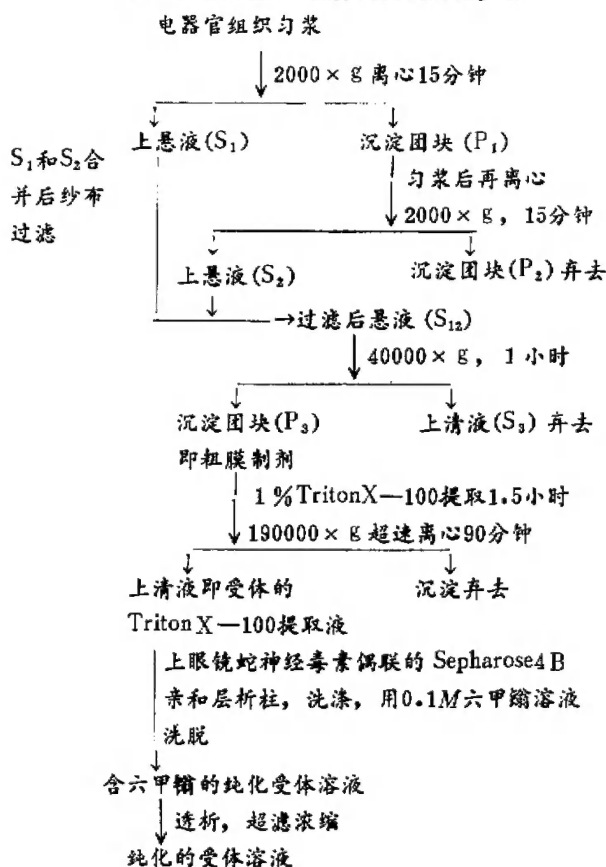 电器官组织匀浆
2000×g离心15分钟
上悬液(S₁)
沉淀团块(P₁)
S₁和S₂合
并后纱布
过滤
匀浆后再离心
2000×g，15分钟
上悬液(S₂)
沉淀团块(P₂)弃去
→过滤后悬液(S₁₂)
40000×g，1小时
沉淀团块(P₃)
上清液(S₃)弃去
即粗膜制剂
1%TritonX—100提取1.5小时
190000×g超速离心90分钟
上清液即受体的
沉淀弃去
TritonX—100提取液
上眼镜蛇神经毒素偶联的Sepharose4B
亲和层析柱，洗涤，用0.1M六甲鎓溶液
洗脱
含六甲鎓的纯化受体溶液
透析，超滤浓缩
纯化的受体溶液